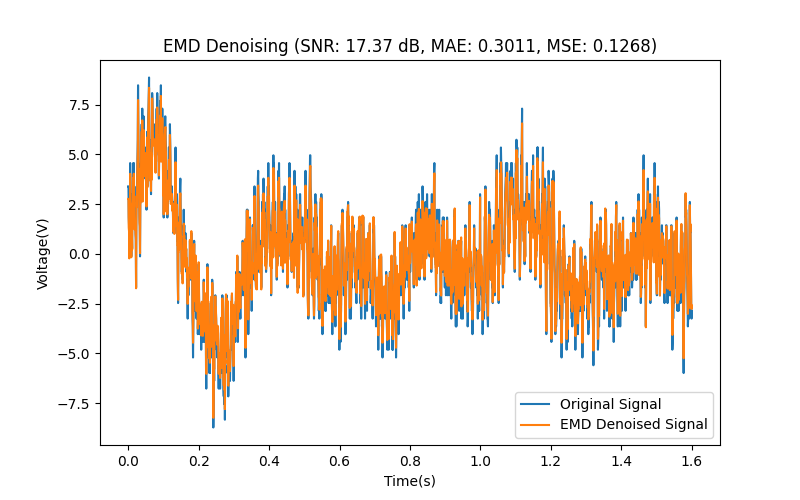 EMD Denoising (SNR: 17.37 dB, MAE: 0.3011, MSE: 0.1268)
Voltage(V)
7.5
5.0
2.5
0.0
−2.5
−5.0
−7.5
Original Signal
EMD Denoised Signal
0.0 0.2 0.4 0.6 0.8 1.0 1.2 1.4 1.6
Time(s)